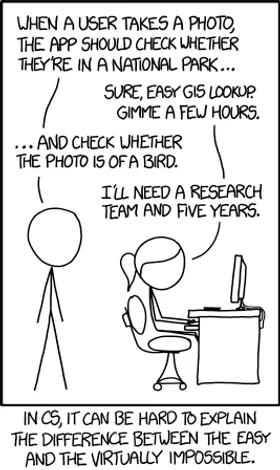 WHEN A USER TAKES A PHOTO,
THE APP SHOULD CHECK WHETHER
THEY'RE IN A NATIONAL PARK...
SURE, EASY GIS LOOKUP.
GIMME A FEW HOURS.
...AND CHECK WHETHER
THE PHOTO IS OF A BIRD.
I'LL NEED A RESEARCH
TEAM AND FIVE YEARS.
IN CS, IT CAN BE HARD TO EXPLAIN
THE DIFFERENCE BETWEEN THE EASY
AND THE VIRTUALLY IMPOSSIBLE.